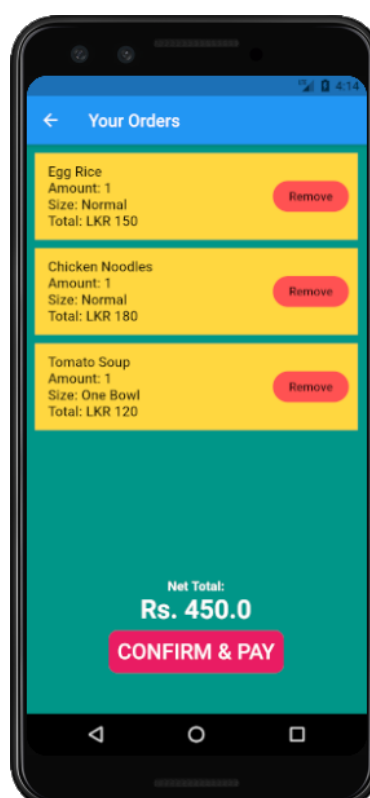 4:14
Your Orders
Egg Rice
Amount: 1
Size: Normal
Total: LKR 150
Remove
Chicken Noodles
Amount: 1
Size: Normal
Total: LKR 180
Remove
Tomato Soup
Amount: 1
Size: One Bowl
Total: LKR 120
Remove
Net Total:
Rs. 450.0
CONFIRM & PAY